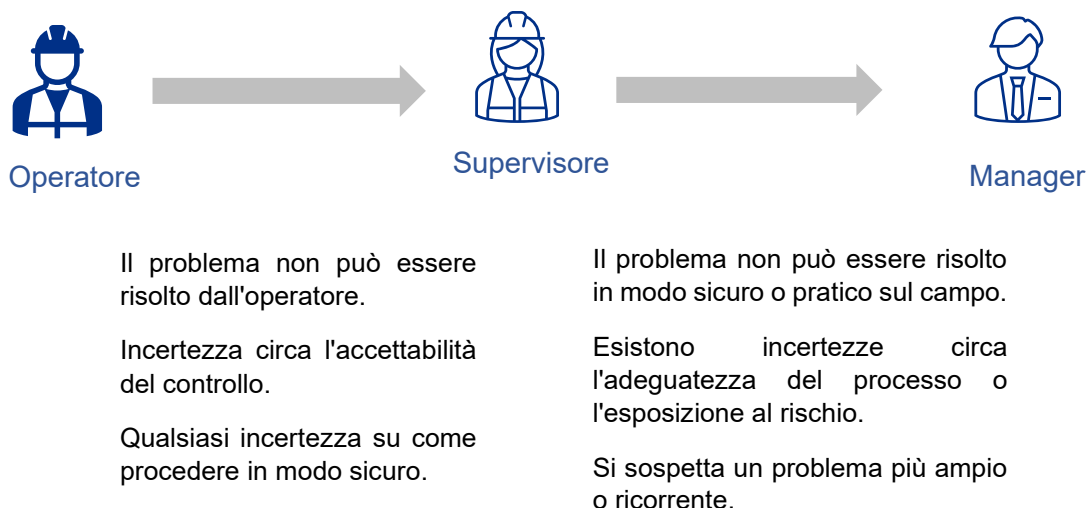 Operatore
Supervisore
Manager
Il problema non può essere
risolto dall'operatore.
Incertezza circa l'accettabilità
del controllo.
Qualsiasi incertezza su come
procedere in modo sicuro.
Il problema non può essere risolto
in modo sicuro o pratico sul campo.
Esistono incertezze circa
l'adeguatezza del processo o
l'esposizione al rischio.
Si sospetta un problema più ampio
o ricorrente.